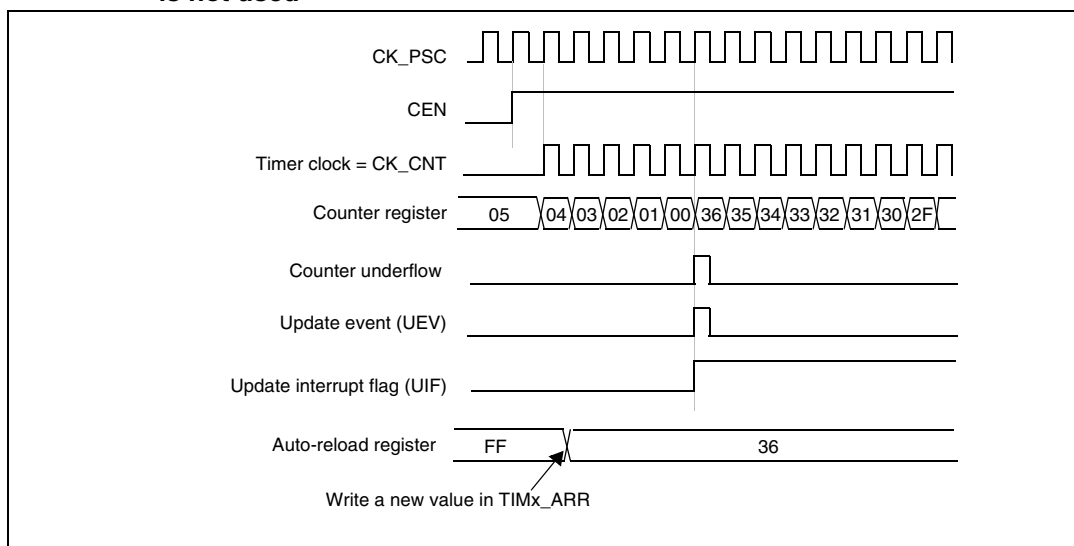 is not used
CK_PSC
CEN
Timer clock = CK_CNT
Counter register 05 04 03 02 01 00 36 35 34 33 32 31 30 2F
Counter underflow
Update event (UEV)
Update interrupt flag (UIF)
Auto-reload register FF 36
Write a new value in TIMx_ARR